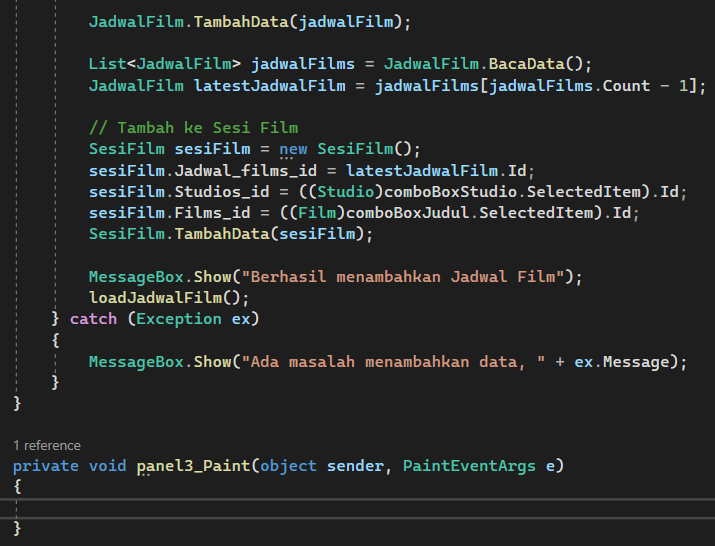 JadwalFilm.TambahData(jadwalFilm);
List<JadwalFilm> jadwalFilms = JadwalFilm.BacaData();
JadwalFilm latestJadwalFilm = jadwalFilms[jadwalFilms.Count - 1];
// Tambah ke Sesi Film
SesiFilm sesiFilm = new SesiFilm();
sesiFilm.Jadwal_films_id = latestJadwalFilm.Id;
sesiFilm.Studios_id = ((Studio)comboBoxStudio.SelectedItem).Id;
sesiFilm.Films_id = ((Film)comboBoxJudul.SelectedItem).Id;
SesiFilm.TambahData(sesiFilm);
MessageBox.Show("Berhasil menambahkan Jadwal Film");
loadJadwalFilm();
} catch (Exception ex)
{
MessageBox.Show("Ada masalah menambahkan data, " + ex.Message);
}
}
1 reference
private void panel3_Paint(object sender, PaintEventArgs e)
{
}